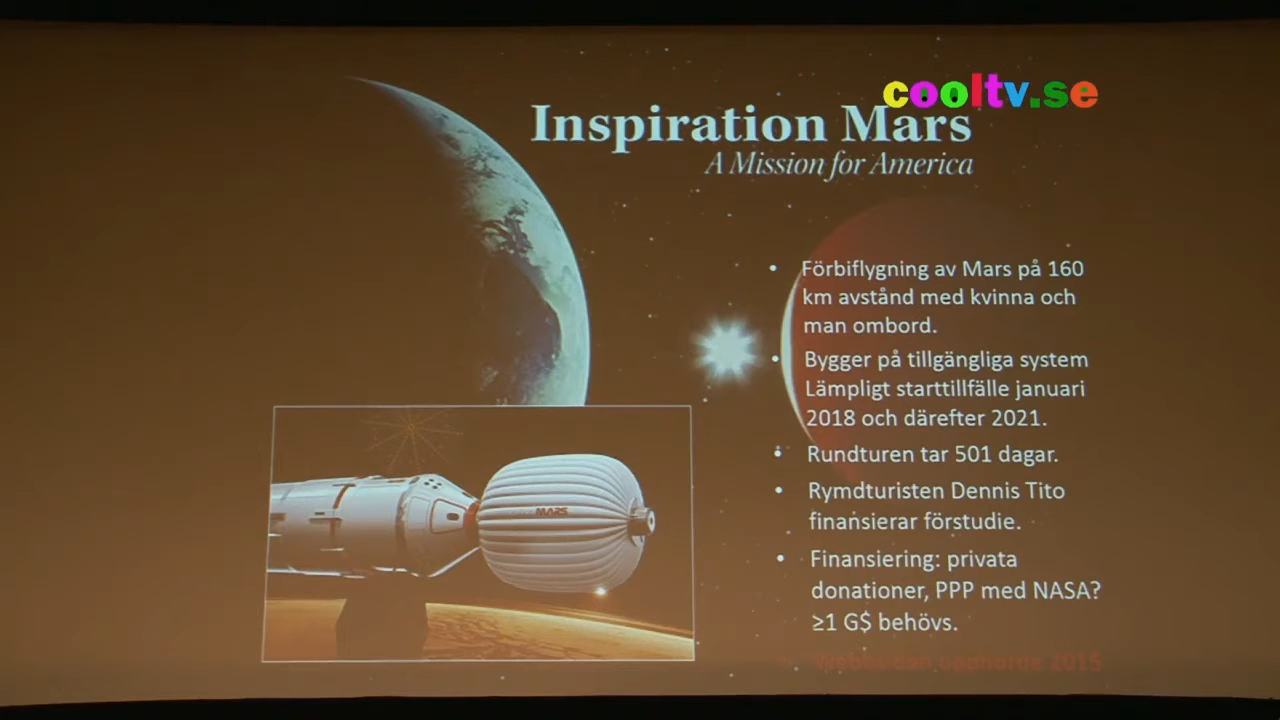 cooltv.se
Inspiration Mars
A Mission for America
• Förbiflygning av Mars på 160
km avstånd med kvinna och
man ombord.
• Bygger på tillgängliga system
Lämpligt starttillfälle januari
2018 och därefter 2021.
• Rundturen tar 501 dagar.
• Rymdturisten Dennis Tito
finansierar förstudie.
• Finansiering: privata
donationer, PPP med NASA?
≥1 G$ behövs.
MARS
2015